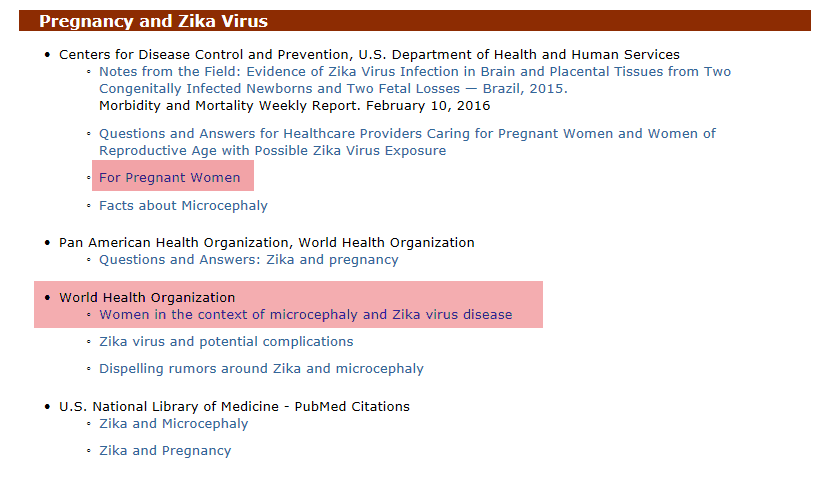 Pregnancy and Zika Virus
• Centers for Disease Control and Prevention, U.S. Department of Health and Human Services
◦ Notes from the Field: Evidence of Zika Virus Infection in Brain and Placental Tissues from Two
Congenitally Infected Newborns and Two Fetal Losses — Brazil, 2015.
Morbidity and Mortality Weekly Report. February 10, 2016
◦ Questions and Answers for Healthcare Providers Caring for Pregnant Women and Women of
Reproductive Age with Possible Zika Virus Exposure
◦ For Pregnant Women
◦ Facts about Microcephaly
• Pan American Health Organization, World Health Organization
◦ Questions and Answers: Zika and pregnancy
• World Health Organization
◦ Women in the context of microcephaly and Zika virus disease
◦ Zika virus and potential complications
◦ Dispelling rumors around Zika and microcephaly
• U.S. National Library of Medicine - PubMed Citations
◦ Zika and Microcephaly
◦ Zika and Pregnancy